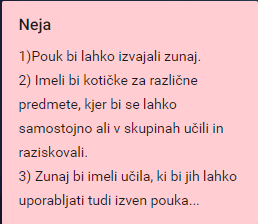 Neja
1)Pouk bi lahko izvajali zunaj.
2) Imeli bi kotičke za različne
predmete, kjer bi se lahko
samostojno ali v skupinah učili in
raziskovali.
3) Zunaj bi imeli učila, ki bi jih lahko
uporabljati tudi izven pouka...